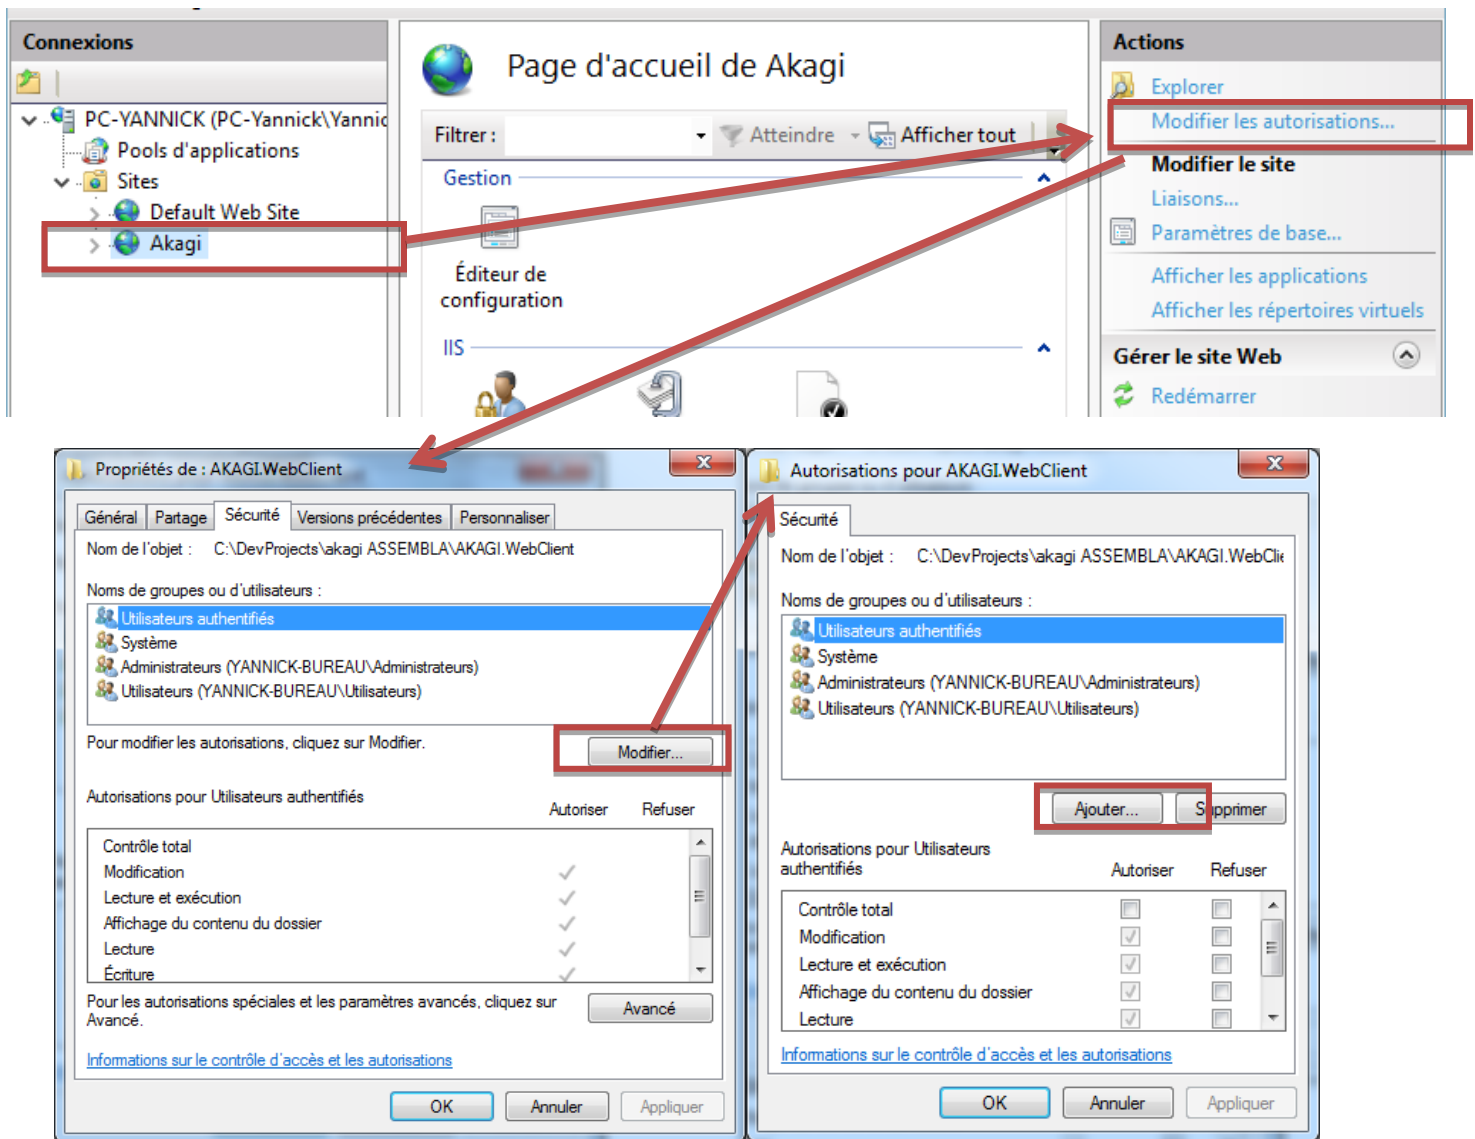 Connexions
PC-YANNICK (PC-Yannick\Yannic
Pools d'applications
Sites
Default Web Site
Akagi
Page d'accueil de Akagi
Filtrer :
Atteindre
Afficher tout
Gestion
Éditeur de
configuration
IIS
Actions
Explorer
Modifier les autorisations...
Modifier le site
Liaisons...
Paramètres de base...
Afficher les applications
Afficher les répertoires virtuels
Gérer le site Web
Redémarrer
Propriétés de : AKAGI.WebClient
Général
Partage
Sécurité
Versions précédentes
Personnaliser
Nom de l'objet : C:\DevProjects\akagi ASSEMBLA\AKAGI.WebClient
Noms de groupes ou d'utilisateurs :
Utilisateurs authentifiés
Système
Administrateurs (YANNICK-BUREAU\Administrateurs)
Utilisateurs (YANNICK-BUREAU\Utilisateurs)
Pour modifier les autorisations, cliquez sur Modifier.
Modifier...
Autorisations pour Utilisateurs authentifiés
Autoriser Refuser
Contrôle total
Modification
Lecture et exécution
Affichage du contenu du dossier
Lecture
Écriture
Pour les autorisations spéciales et les paramètres avancés, cliquez sur
Avancé.
Avancé
Informations sur le contrôle d'accès et les autorisations
OK
Annuler
Appliquer
Autorisations pour AKAGI.WebClient
Sécurité
Nom de l'objet : C:\DevProjects\akagi ASSEMBLA\AKAGI.WebClie
Noms de groupes ou d'utilisateurs :
Utilisateurs authentifiés
Système
Administrateurs (YANNICK-BUREAU\Administrateurs)
Utilisateurs (YANNICK-BUREAU\Utilisateurs)
Ajouter...
Supprimer
Autorisations pour Utilisateurs
authentifiés
Autoriser Refuser
Contrôle total
Modification
Lecture et exécution
Affichage du contenu du dossier
Lecture
Informations sur le contrôle d'accès et les autorisations
OK
Annuler
Appliquer